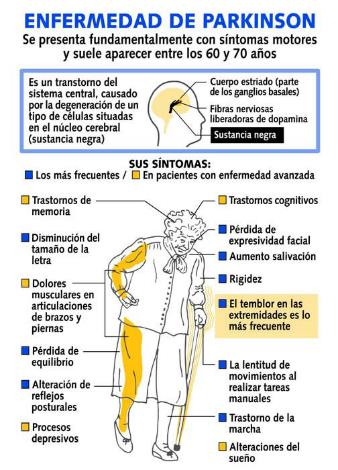 ENFERMEDAD DE PARKINSON
Se presenta fundamentalmente con síntomas motores
y suele aparecer entre los 60 y 70 años
Es un transtorno del
sistema central, causado
por la degeneración de un
tipo de células situadas
en el núcleo cerebral
(sustancia negra)
Cuerpo estriado (parte
de los ganglios basales)
Fibras nerviosas
liberadoras de dopamina
Sustancia negra
SUS SÍNTOMAS:
Los más frecuentes / En pacientes con enfermedad avanzada
Trastornos de
memoria
Disminución del
tamaño de la
letra
Dolores
musculares en
articulaciones
de brazos y
piernas
Pérdida de
equilibrio
Alteración de
reflejos
posturales
Procesos
depresivos
Trastornos cognitivos
Pérdida de
expresividad facial
Aumento salivación
Rigidez
El temblor en las
extremidades es lo
más frecuente
La lentitud de
movimientos al
realizar tareas
manuales
Trastorno de la
marcha
Alteraciones del
sueño